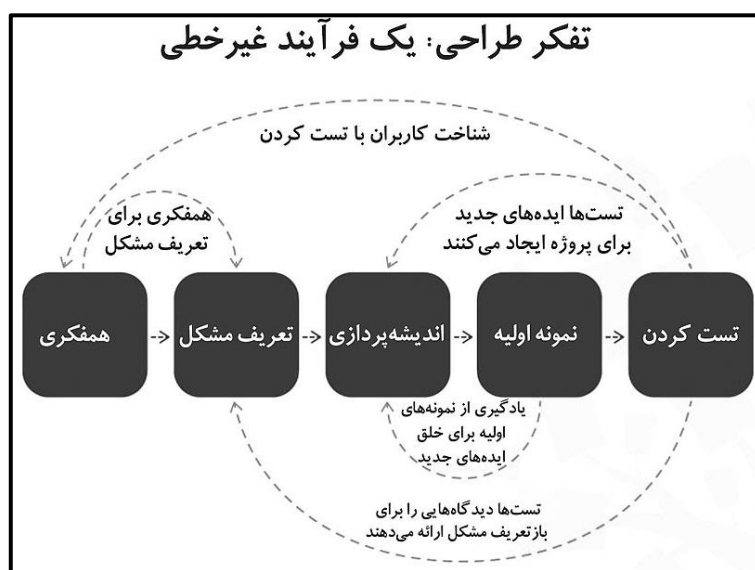 تفکر طراحی: یک فرآیند غیرخطی
شناخت کاربران با تست کردن
همفکری برای
تعریف مشکل
تست‌ها ایده‌های جدید
برای پروژه ایجاد می‌کنند
همفکری
تعریف مشکل
اندیشه‌پردازی
نمونه اولیه
تست کردن
یادگیری از نمونه‌های
اولیه برای خلق
ایده‌های جدید
تست‌ها دیدگاه‌هایی را برای
بازتعریف مشکل ارائه می‌دهند